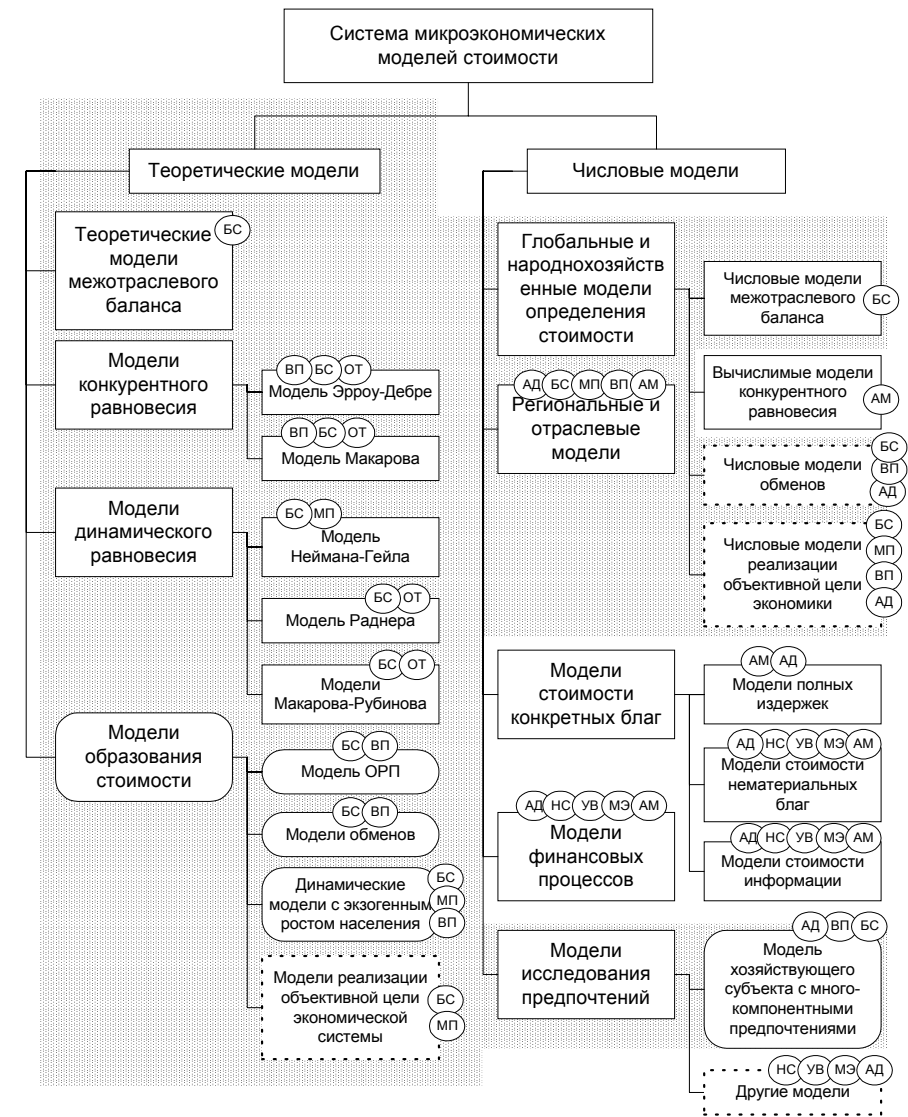 Система микроэкономических
моделей стоимости
Теоретические модели
Числовые модели
Теоретические
модели
межотраслевого
баланса
БС
Модели
конкурентного
равновесия
ВП БС ОТ
Модель Эрроу-Дебре
ВП БС ОТ
Модель Макарова
Модели
динамического
равновесия
БС МП
Модель
Неймана-Гейла
БС ОТ
Модель Раднера
БС ОТ
Модели
Макарова-Рубинова
Модели
образования
стоимости
БС ВП
Модель ОРП
БС ВП
Модели обменов
Динамические
модели с экзогенным
ростом населения
БС
МП
ВП
Модели реализации
объективной цели
экономической
системы
БС
МП
Глобальные и
народнохозяйств
енные модели
определения
стоимости
Числовые модели
межотраслевого
баланса
БС
Вычислимые модели
конкурентного
равновесия
АМ
Числовые модели
обменов
БС
ВП
АД
Числовые модели
реализации
объективной цели
экономики
БС
МП
ВП
АД
АД БС МП ВП АМ
Региональные и
отраслевые
модели
Модели
стоимости
конкретных благ
АМ АД
Модели полных
издержек
АД НС УВ МЭ АМ
Модели стоимости
нематериальных
благ
АД НС УВ МЭ АМ
Модели стоимости
информации
АД НС УВ МЭ АМ
Модели
финансовых
процессов
Модели
исследования
предпочтений
АД ВП БС
Модель
хозяйствующего
субъекта с много-
компонентными
предпочтениями
НС УВ МЭ АД
Другие модели